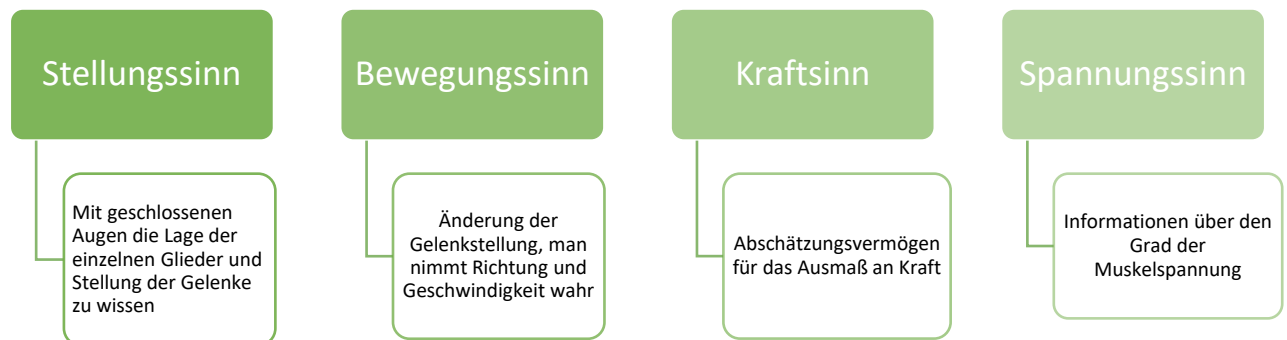 Stellungssinn
Mit geschlossenen
Augen die Lage der
einzelnen Glieder und
Stellung der Gelenke
zu wissen
Bewegungssinn
Änderung der
Gelenkstellung, man
nimmt Richtung und
Geschwindigkeit wahr
Kraftsinn
Abschätzungsvermögen
für das Ausmaß an Kraft
Spannungssinn
Informationen über den
Grad der
Muskelspannung